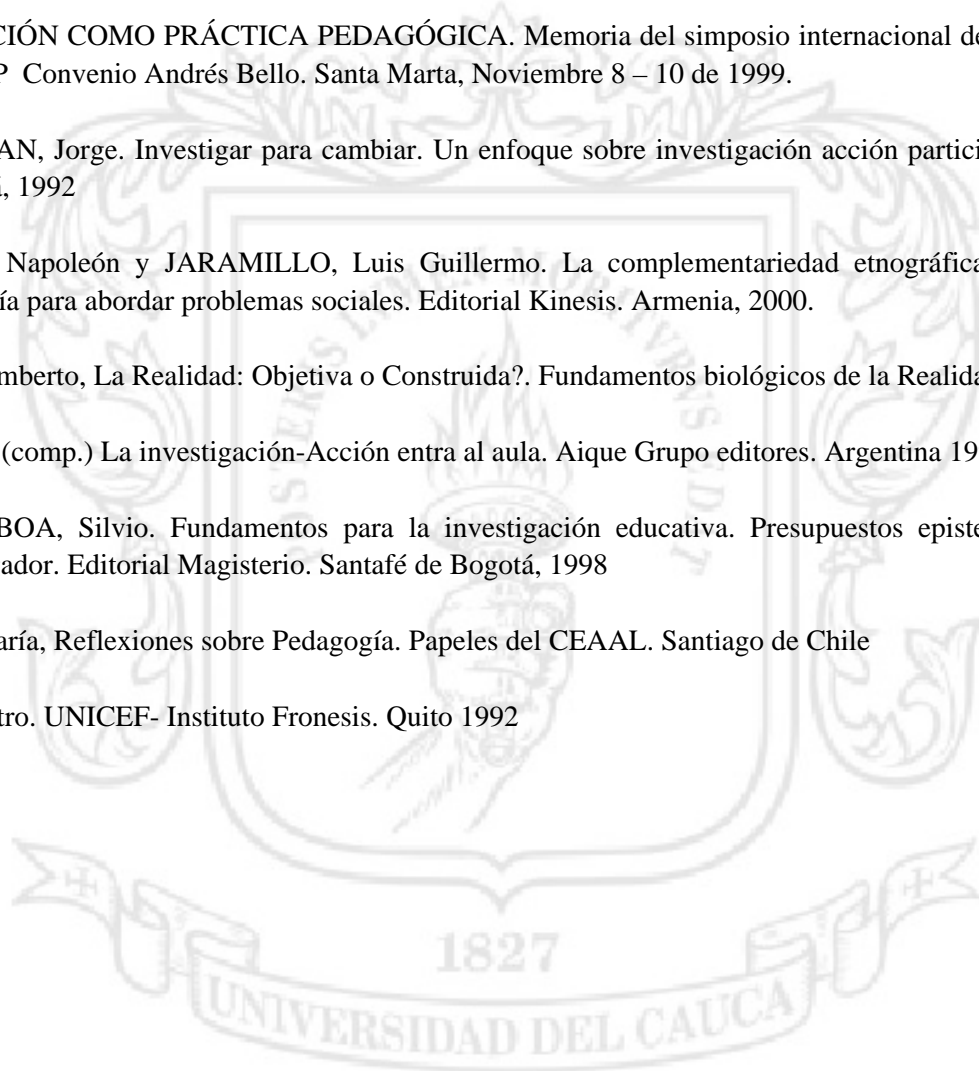 CIÓN COMO PRÁCTICA PEDAGÓGICA. Memoria del simposio internacional de
P Convenio Andrés Bello. Santa Marta, Noviembre 8 – 10 de 1999.
AN, Jorge. Investigar para cambiar. Un enfoque sobre investigación acción partici
, 1992
Napoleón y JARAMILLO, Luis Guillermo. La complementariedad etnográfica
ía para abordar problemas sociales. Editorial Kinesis. Armenia, 2000.
mberto, La Realidad: Objetiva o Construida?. Fundamentos biológicos de la Realida
(comp.) La investigación-Acción entra al aula. Aique Grupo editores. Argentina 19
BOA, Silvio. Fundamentos para la investigación educativa. Presupuestos episte
ador. Editorial Magisterio. Santafé de Bogotá, 1998
aría, Reflexiones sobre Pedagogía. Papeles del CEAAL. Santiago de Chile
tro. UNICEF- Instituto Fronesis. Quito 1992
POSTERIS LVMEN MORITVRVS EDAT
1827
UNIVERSIDAD DEL CAUCA